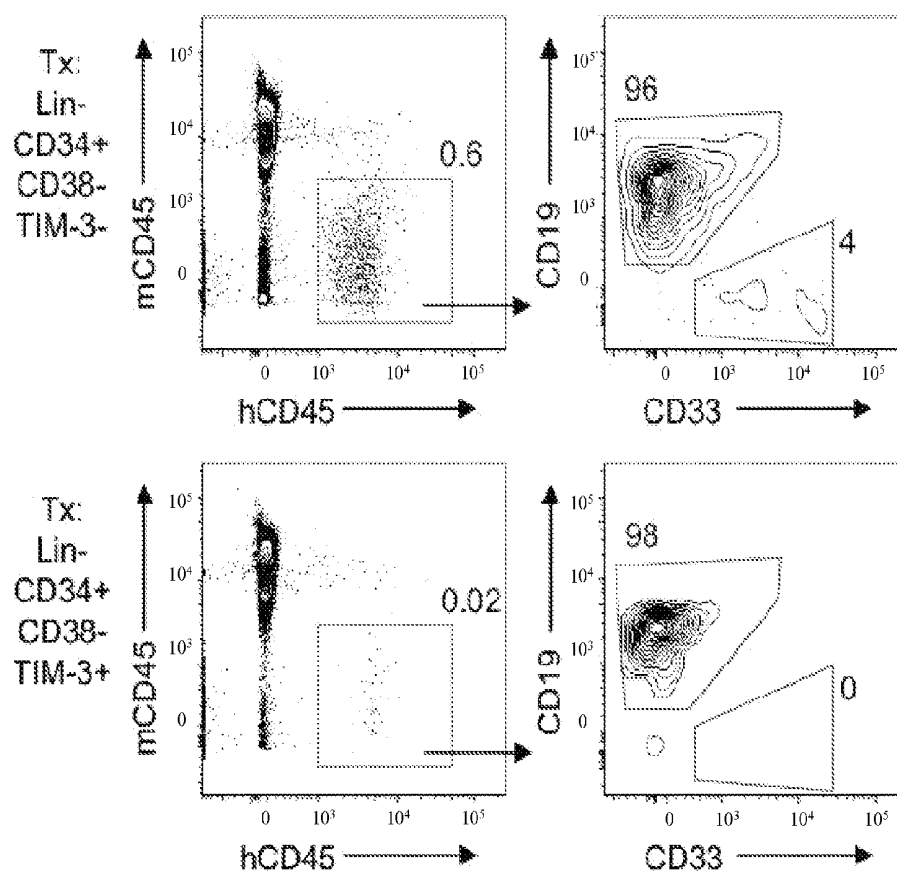 Tx:
Lin-
CD34+
CD38-
TIM-3-
mCD45
10⁵
10⁴
10³
0
0.6
0 10³ 10⁴ 10⁵
hCD45
CD19
10⁵
10⁴
10³
0
96
4
0 10³ 10⁴ 10⁵
CD33
Tx:
Lin-
CD34+
CD38-
TIM-3+
mCD45
10⁵
10⁴
10³
0
0.02
0 10³ 10⁴ 10⁵
hCD45
CD19
10⁵
10⁴
10³
0
98
0
0 10³ 10⁴ 10⁵
CD33